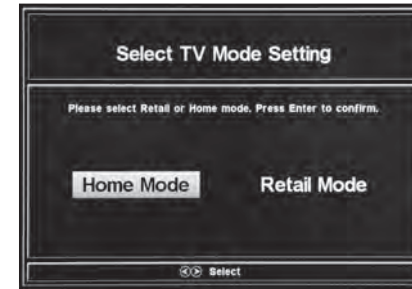 Select TV Mode Setting
Please select Retail or Home mode. Press Enter to confirm.
Home Mode Retail Mode
Select